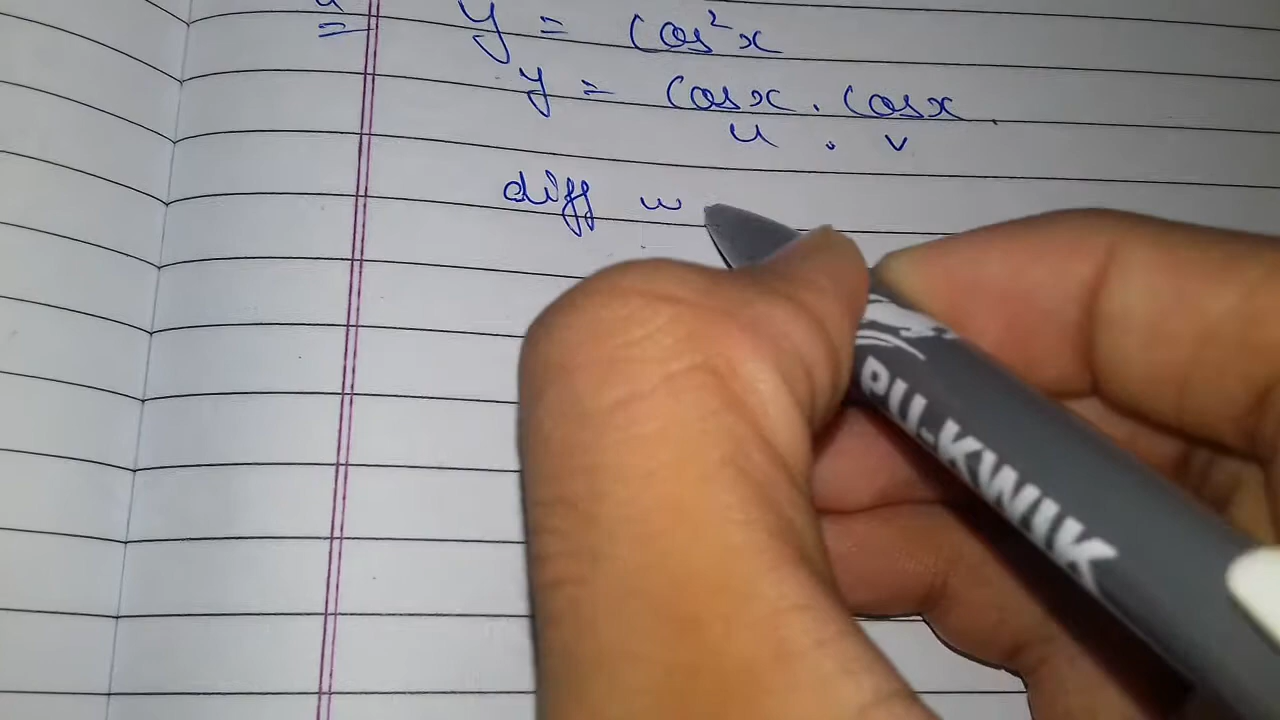 y = cos²x
y = cosx . cosx
u . v
diff w
PU-KWIK